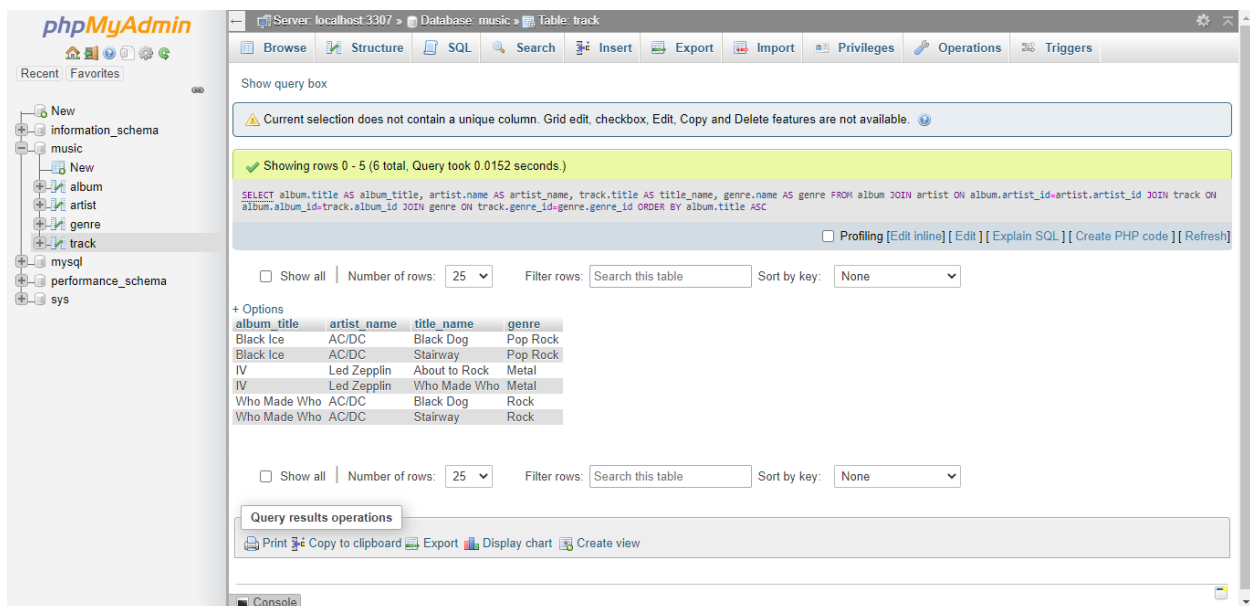 phpMyAdmin
Recent Favorites
New
information_schema
music
New
album
artist
genre
track
mysql
performance_schema
sys
Server: localhost:3307 » Database: music » Table: track
Browse Structure SQL Search Insert Export Import Privileges Operations Triggers
Show query box
Current selection does not contain a unique column. Grid edit, checkbox, Edit, Copy and Delete features are not available.
Showing rows 0 - 5 (6 total, Query took 0.0152 seconds.)
SELECT album.title AS album_title, artist.name AS artist_name, track.title AS title_name, genre.name AS genre FROM album JOIN artist ON album.artist_id=artist.artist_id JOIN track ON
album.album_id=track.album_id JOIN genre ON track.genre_id=genre.genre_id ORDER BY album.title ASC
Profiling [Edit inline] [ Edit ] [ Explain SQL ] [ Create PHP code ] [ Refresh]
Show all | Number of rows: 25 Filter rows: Search this table Sort by key: None
+ Options
album_title artist_name title_name genre
Black Ice AC/DC Black Dog Pop Rock
Black Ice AC/DC Stairway Pop Rock
IV Led Zepplin About to Rock Metal
IV Led Zepplin Who Made Who Metal
Who Made Who AC/DC Black Dog Rock
Who Made Who AC/DC Stairway Rock
Show all | Number of rows: 25 Filter rows: Search this table Sort by key: None
Query results operations
Print Copy to clipboard Export Display chart Create view
Console